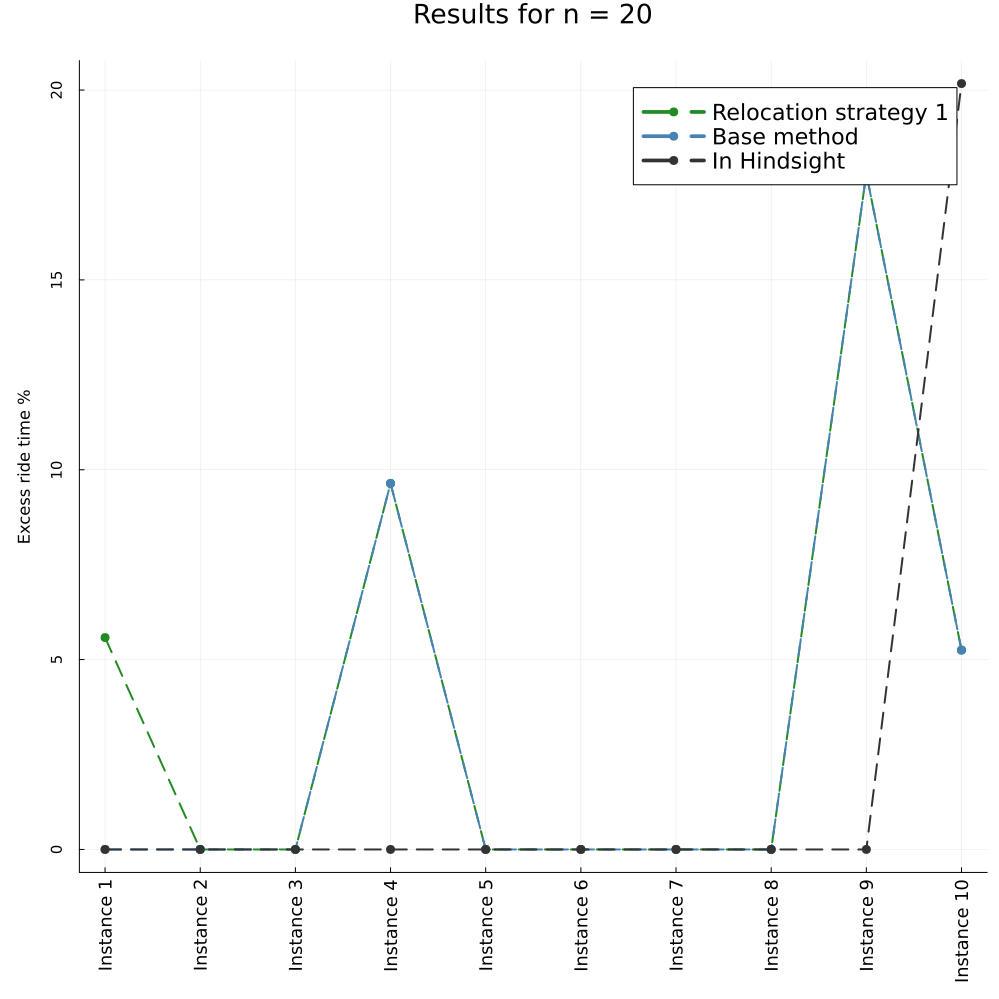 Results for n = 20
Relocation strategy 1
Base method
In Hindsight
Excess ride time %
20
15
10
5
0
Instance 1
Instance 2
Instance 3
Instance 4
Instance 5
Instance 6
Instance 7
Instance 8
Instance 9
Instance 10